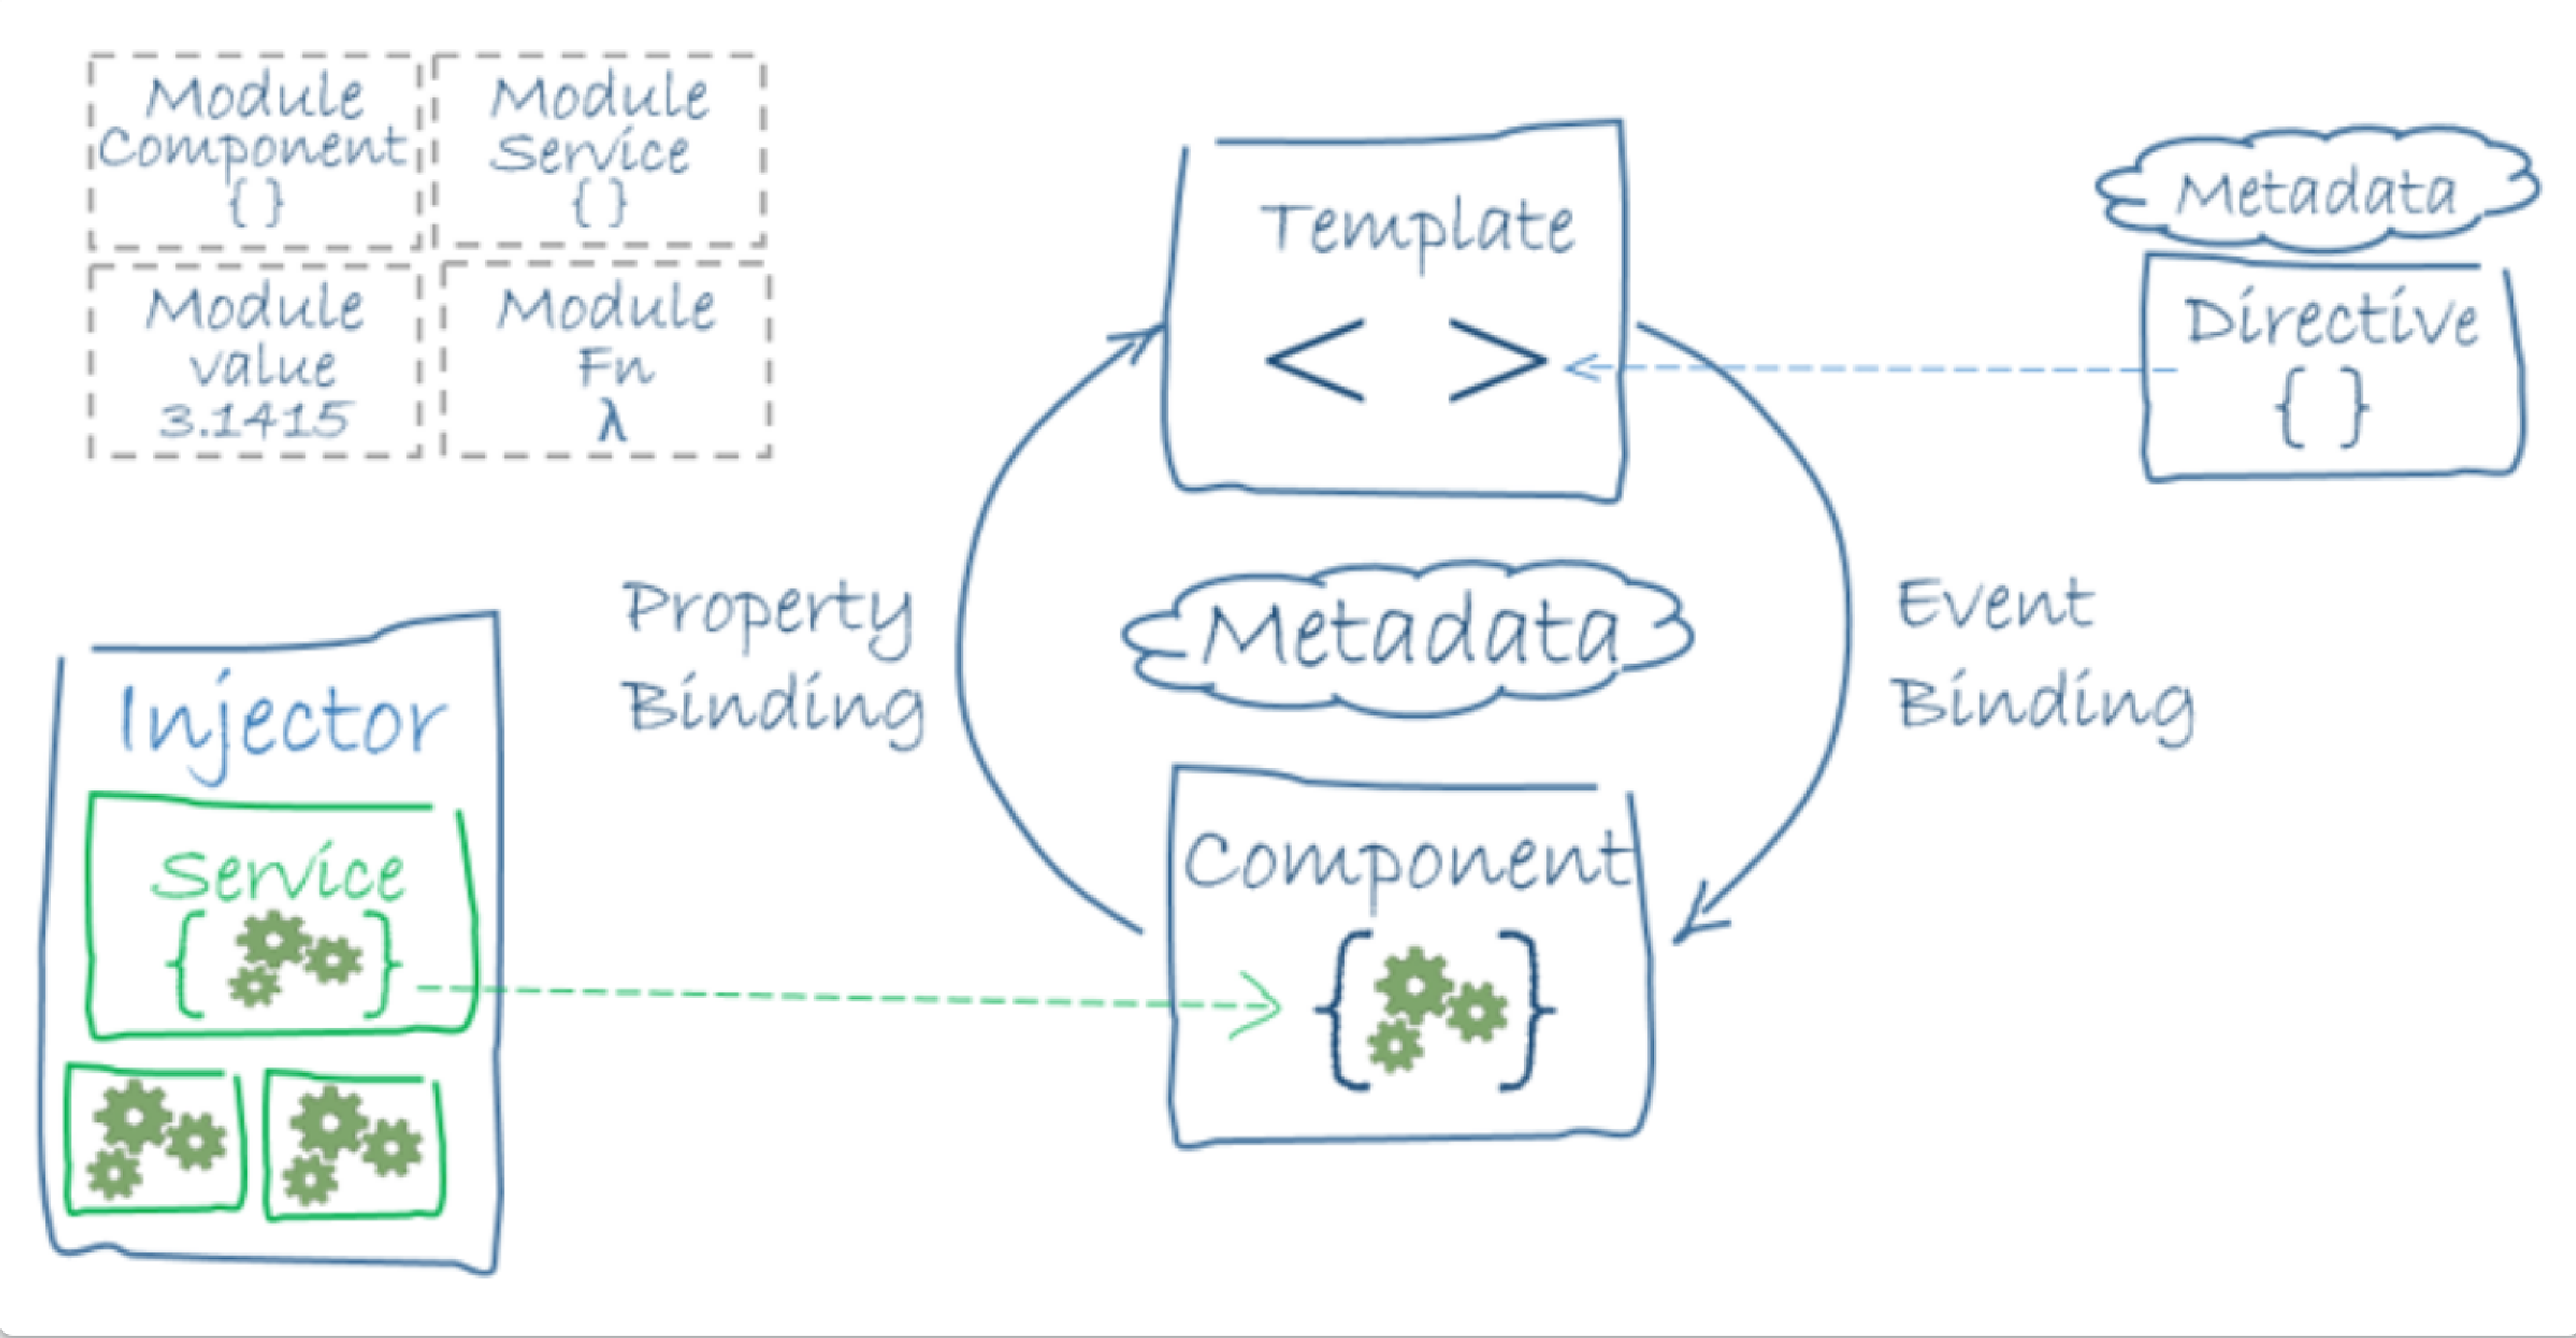 Module
Component
{ }
Module
Service
{ }
Module
value
3.1415
Module
Fn
λ
Template
< >
Metadata
Directive
{ }
Property
Binding
Metadata
Event
Binding
Injector
Service
{ }
Component
{ }